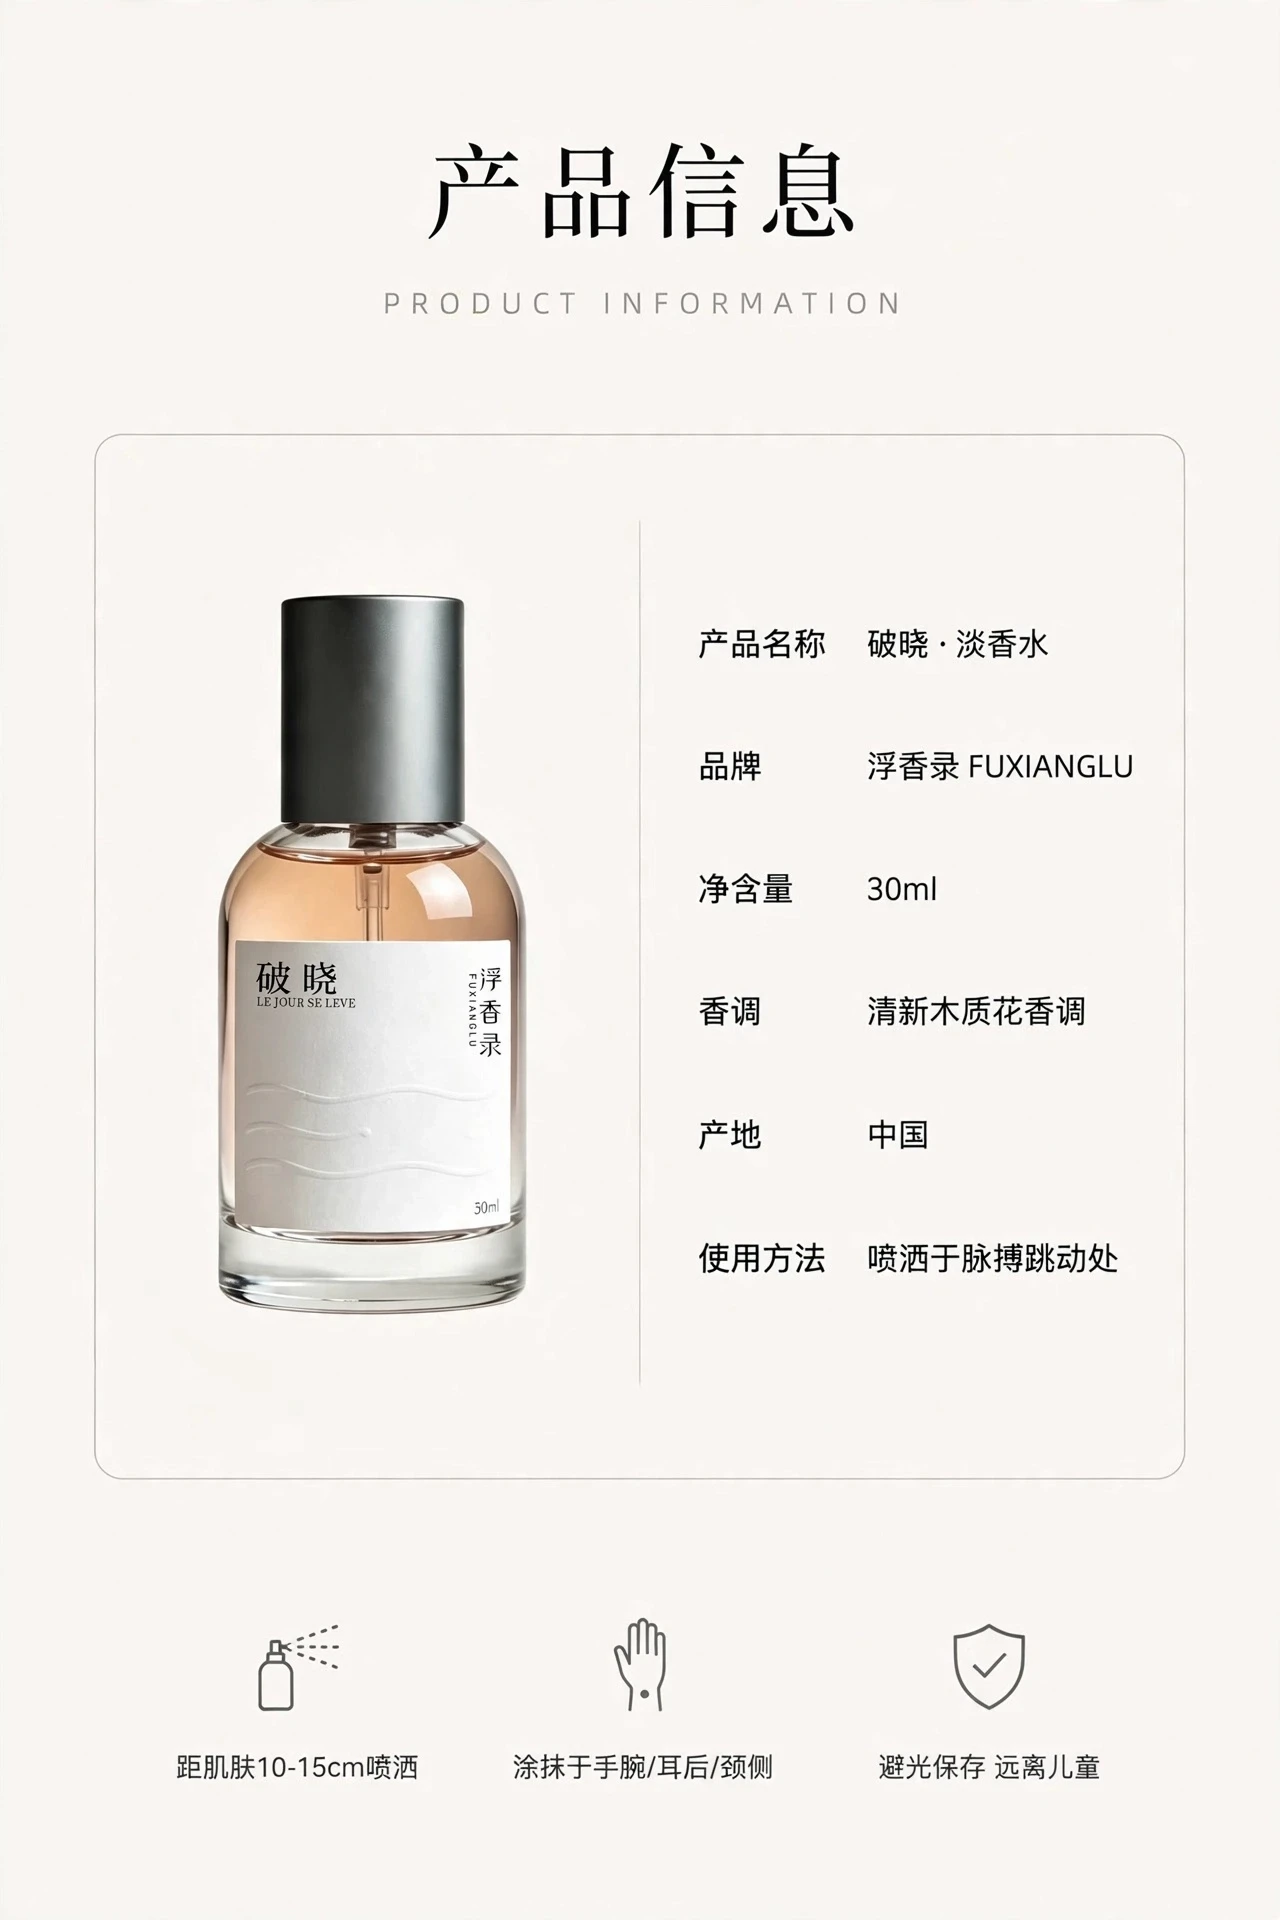 产品信息
PRODUCT INFORMATION
破晓
LE JOUR SE LEVE
浮香录
FUXIANGLU
30ml
产品名称 破晓 · 淡香水
品牌 浮香录 FUXIANGLU
净含量 30ml
香调 清新木质花香调
产地 中国
使用方法 喷洒于脉搏跳动处
距肌肤10-15cm喷洒
涂抹于手腕/耳后/颈侧
避光保存 远离儿童